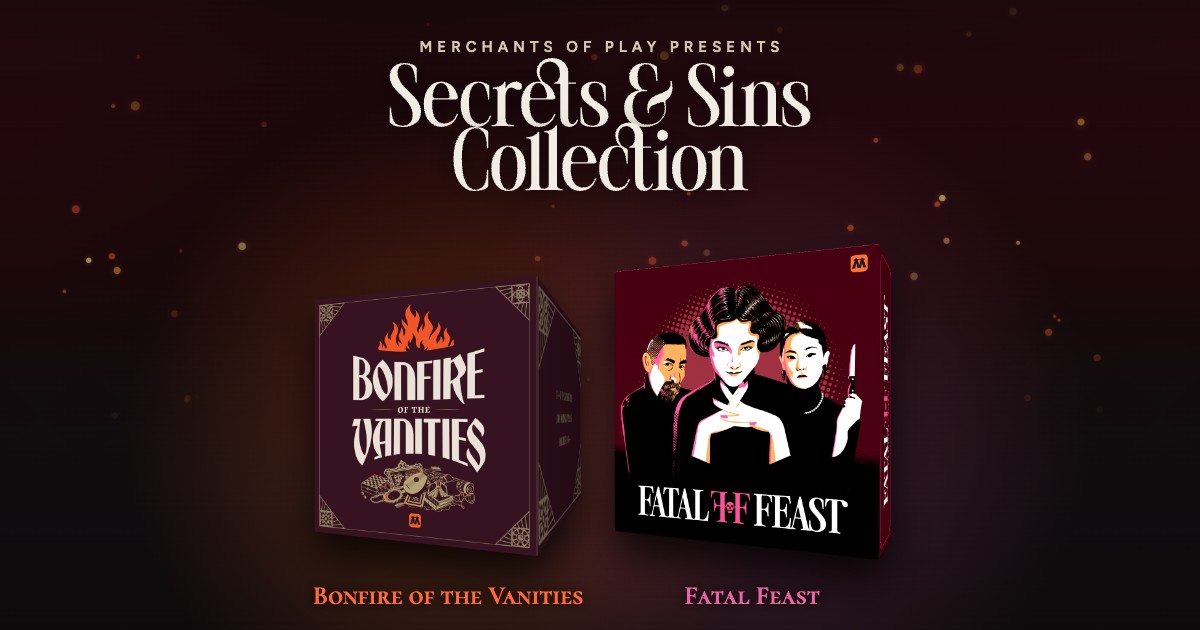 MERCHANTS OF PLAY PRESENTS
Secrets & Sins
Collection
BONFIRE
OF THE
VANITIES
FATAL FF FEAST
Bonfire of the Vanities
Fatal Feast